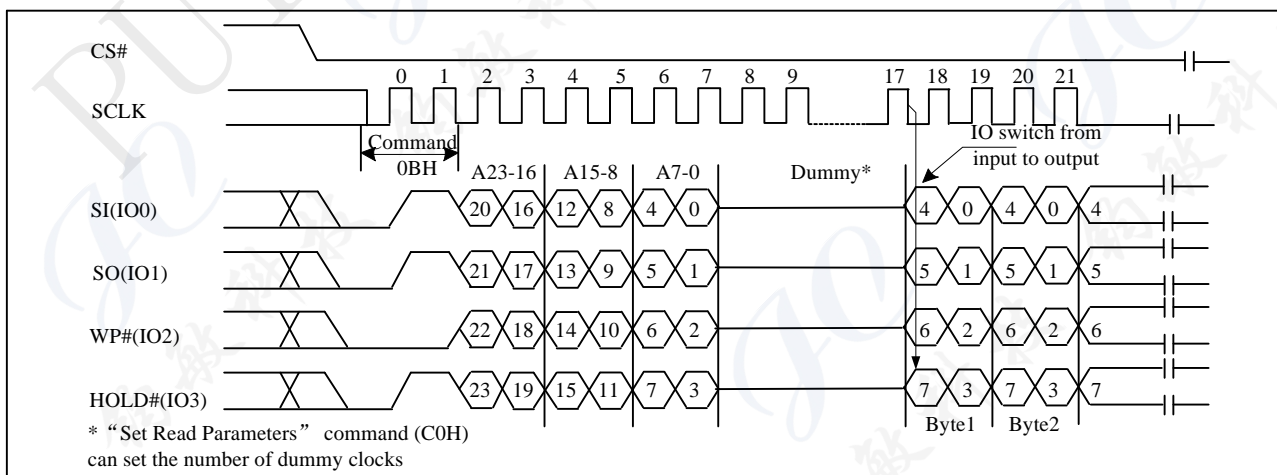 CS#
0 1 2 3 4 5 6 7 8 9 17 18 19 20 21
SCLK
Command
0BH
IO switch from
input to output
A23-16 A15-8 A7-0 Dummy*
SI(IO0) 20 16 12 8 4 0 4 0 4 0 4
SO(IO1) 21 17 13 9 5 1 5 1 5 1 5
WP#(IO2) 22 18 14 10 6 2 6 2 6 2 6
HOLD#(IO3) 23 19 15 11 7 3 7 3 7 3 7
Byte1 Byte2
* “Set Read Parameters” command (C0H)
can set the number of dummy clocks